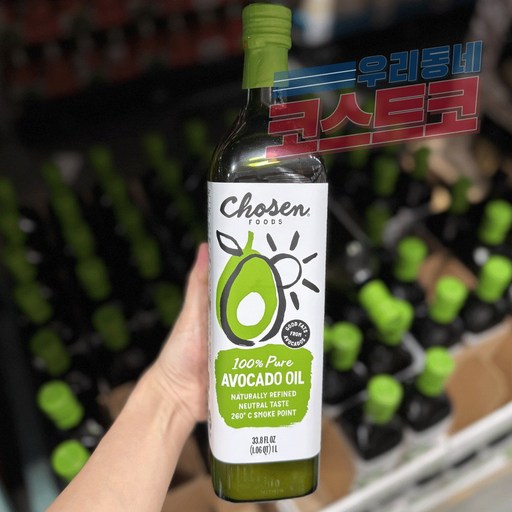 우리동네
코스트코
Chosen
FOODS
GOOD FATS
FROM
AVOCADOS
100% Pure
AVOCADO OIL
NATURALLY REFINED
NEUTRAL TASTE
260° C SMOKE POINT
33.8 FL OZ
(1.06 QT) 1 L